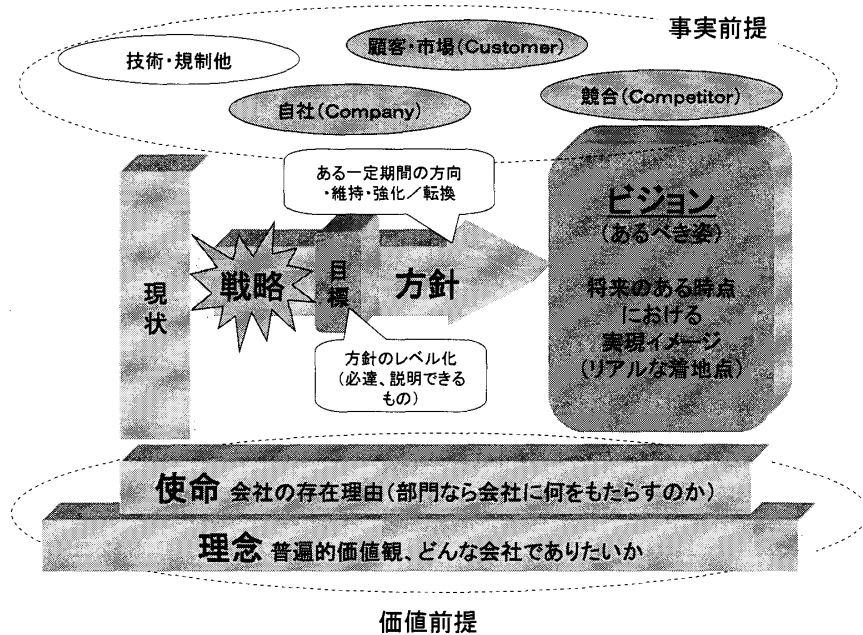 事実前提
技術・規制他
顧客・市場(Customer)
自社(Company)
競合(Competitor)
ある一定期間の方向
・維持・強化／転換
現状
戦略
目標
方針
方針のレベル化
(必達、説明できる
もの)
ビジョン
(あるべき姿)
将来のある時点
における
実現イメージ
(リアルな着地点)
使命 会社の存在理由(部門なら会社に何をもたらすのか)
理念 普遍的価値観、どんな会社でありたいか
価値前提